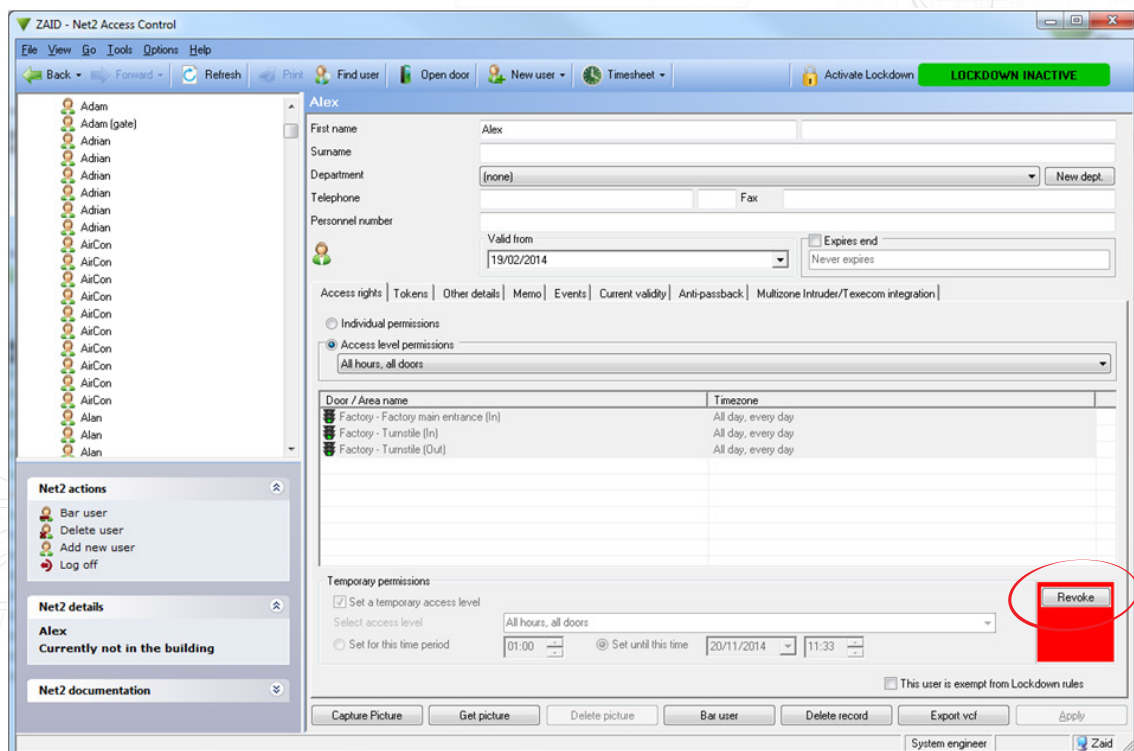 ZAID - Net2 Access Control
File View Go Tools Options Help
Back Forward Refresh Print Find user Open door New user Timesheet Activate Lockdown LOCKDOWN INACTIVE
Adam
Adam (gate)
Adrian
Adrian
Adrian
Adrian
Adrian
Adrian
AirCon
AirCon
AirCon
AirCon
AirCon
AirCon
AirCon
AirCon
AirCon
AirCon
Alan
Alan
Alan
Net2 actions
Bar user
Delete user
Add new user
Log off
Net2 details
Alex
Currently not in the building
Net2 documentation
Alex
First name Alex
Surname
Department (none) New dept.
Telephone Fax
Personnel number
Valid from Expires end
19/02/2014 Never expires
Access rights Tokens Other details Memo Events Current validity Anti-passback Multizone Intruder/Texecom integration
Individual permissions
Access level permissions
All hours, all doors
Door / Area name Timezone
Factory - Factory main entrance (In) All day, every day
Factory - Turnstile (In) All day, every day
Factory - Turnstile (Out) All day, every day
Temporary permissions
Set a temporary access level Revoke
Select access level All hours, all doors
Set for this time period 01:00 Set until this time 20/11/2014 11:33
This user is exempt from Lockdown rules
Capture Picture Get picture Delete picture Bar user Delete record Export vcf Apply
System engineer Zaid